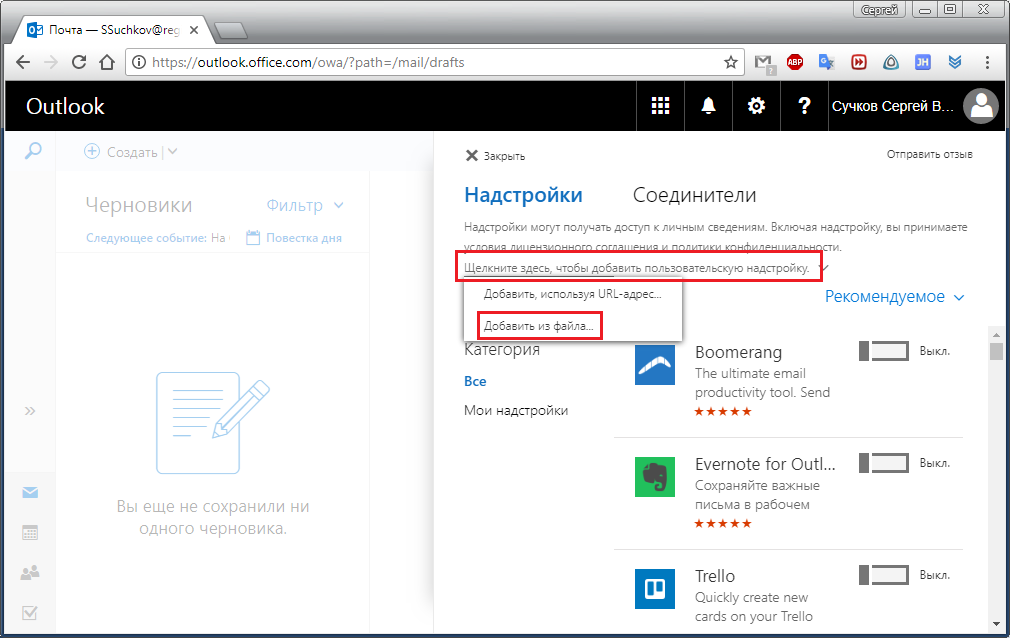 Сергей
Почта — SSuchkov@reg
https://outlook.office.com/owa/?path=/mail/drafts
ABP
JH
Outlook
Сучков Сергей В...
Создать
Закрыть
Отправить отзыв
Черновики
Фильтр
Следующее событие: На
Повестка дня
Надстройки
Соединители
Надстройки могут получать доступ к личным сведениям. Включая надстройку, вы принимаете
условия лицензионного соглашения и политики конфиденциальности.
Щелкните здесь, чтобы добавить пользовательскую надстройку.
Добавить, используя URL-адрес...
Добавить из файла...
Рекомендуемое
Категория
Все
Мои надстройки
Boomerang
The ultimate email
productivity tool. Send
Выкл.
Evernote for Outl...
Сохраняйте важные
письма в рабочем
Выкл.
Trello
Quickly create new
cards on your Trello
Выкл.
Вы еще не сохранили ни
одного черновика.